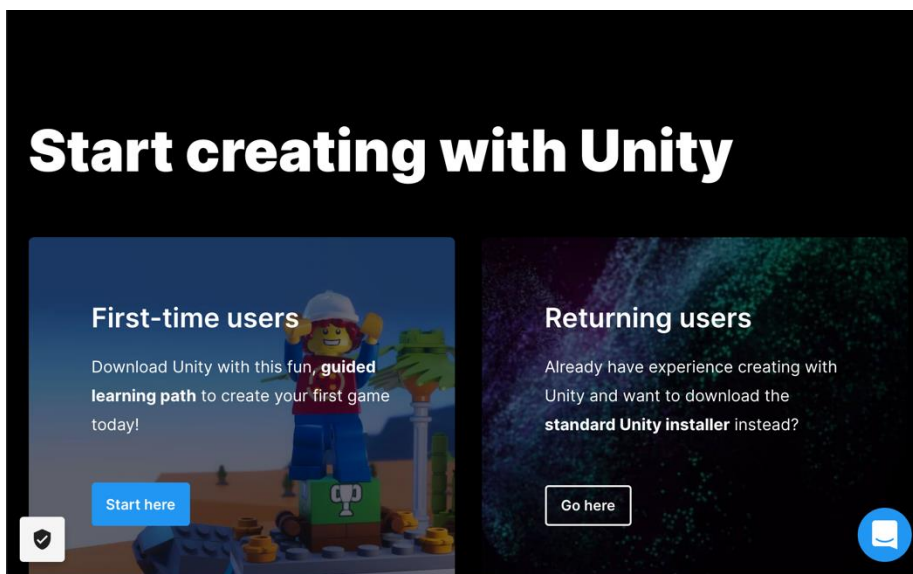 Start creating with Unity
First-time users
Download Unity with this fun, guided
learning path to create your first game
today!
Start here
Returning users
Already have experience creating with
Unity and want to download the
standard Unity installer instead?
Go here